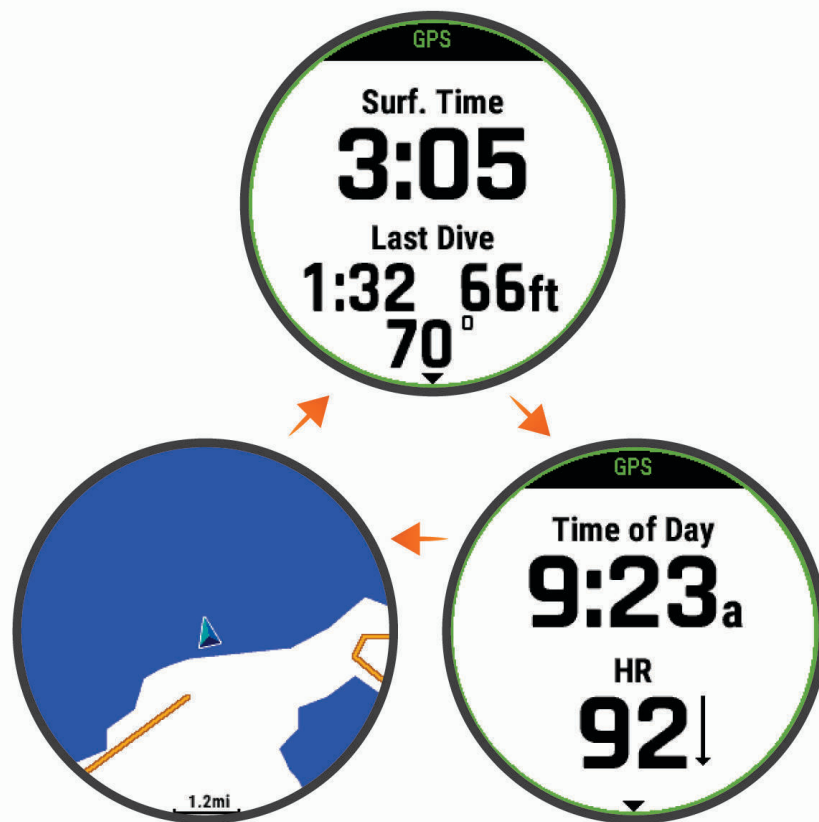 GPS
Surf. Time
3:05
Last Dive
1:32 66ft
70°
GPS
Time of Day
9:23a
HR
92
1.2mi